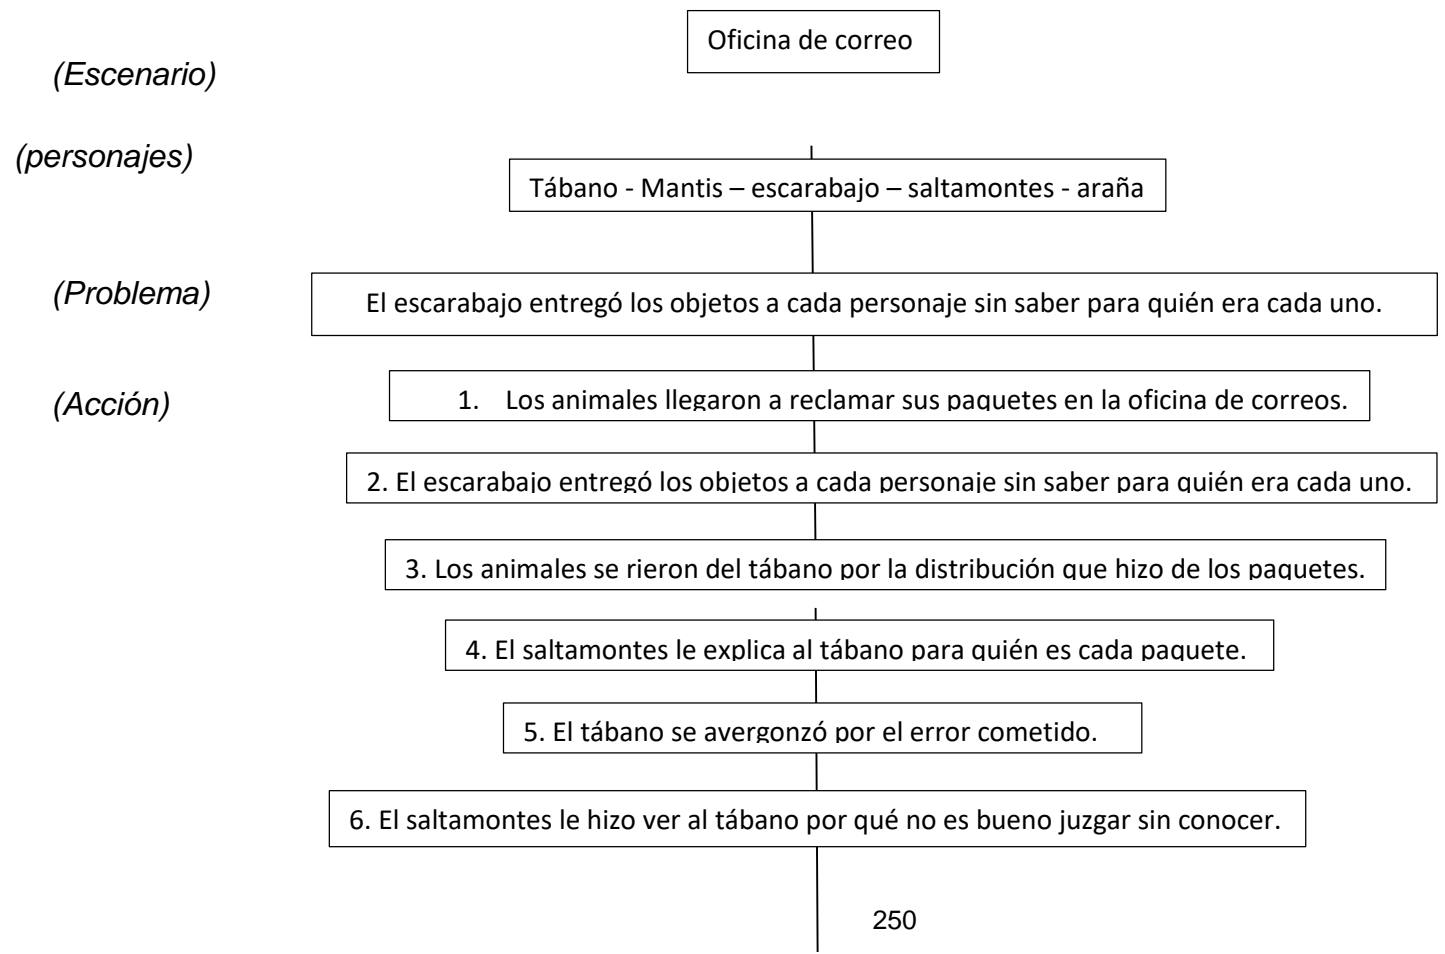 Oficina de correo
(Escenario)
(personajes)
Tábano - Mantis – escarabajo – saltamontes - araña
(Problema)
El escarabajo entregó los objetos a cada personaje sin saber para quién era cada uno.
(Acción)
1. Los animales llegaron a reclamar sus paquetes en la oficina de correos.
2. El escarabajo entregó los objetos a cada personaje sin saber para quién era cada uno.
3. Los animales se rieron del tábano por la distribución que hizo de los paquetes.
4. El saltamontes le explica al tábano para quién es cada paquete.
5. El tábano se avergonzó por el error cometido.
6. El saltamontes le hizo ver al tábano por qué no es bueno juzgar sin conocer.
250